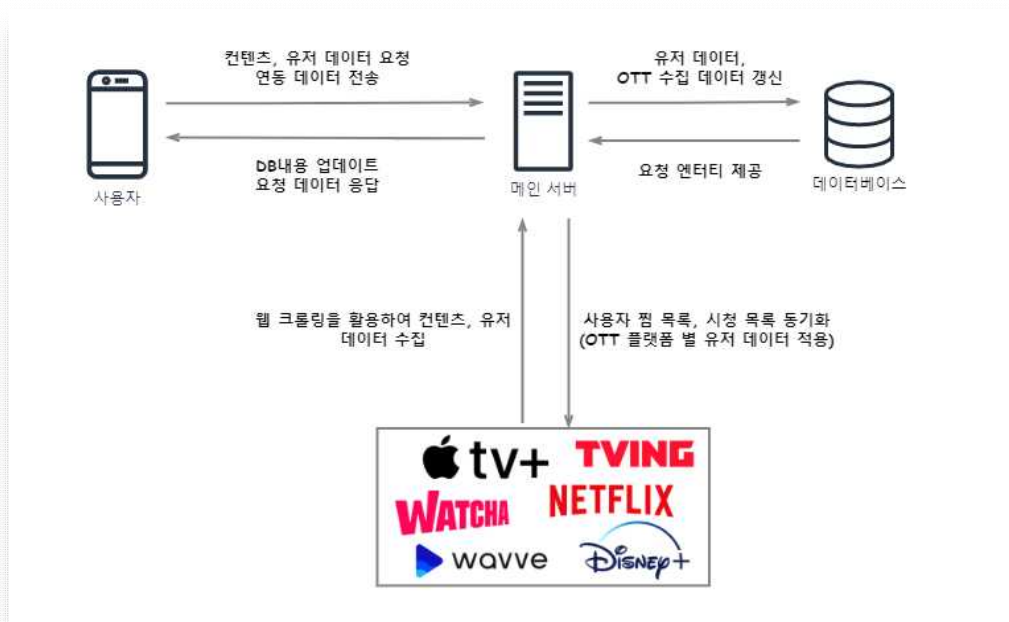 컨텐츠, 유저 데이터 요청
연동 데이터 전송
유저 데이터,
OTT 수집 데이터 갱신
DB내용 업데이트
요청 데이터 응답
요청 엔터티 제공
사용자
메인 서버
데이터베이스
웹 크롤링을 활용하여 컨텐츠, 유저
데이터 수집
사용자 찜 목록, 시청 목록 동기화
(OTT 플랫폼 별 유저 데이터 적용)
tv+
TVING
WATCHA
NETFLIX
wavve
Disney+